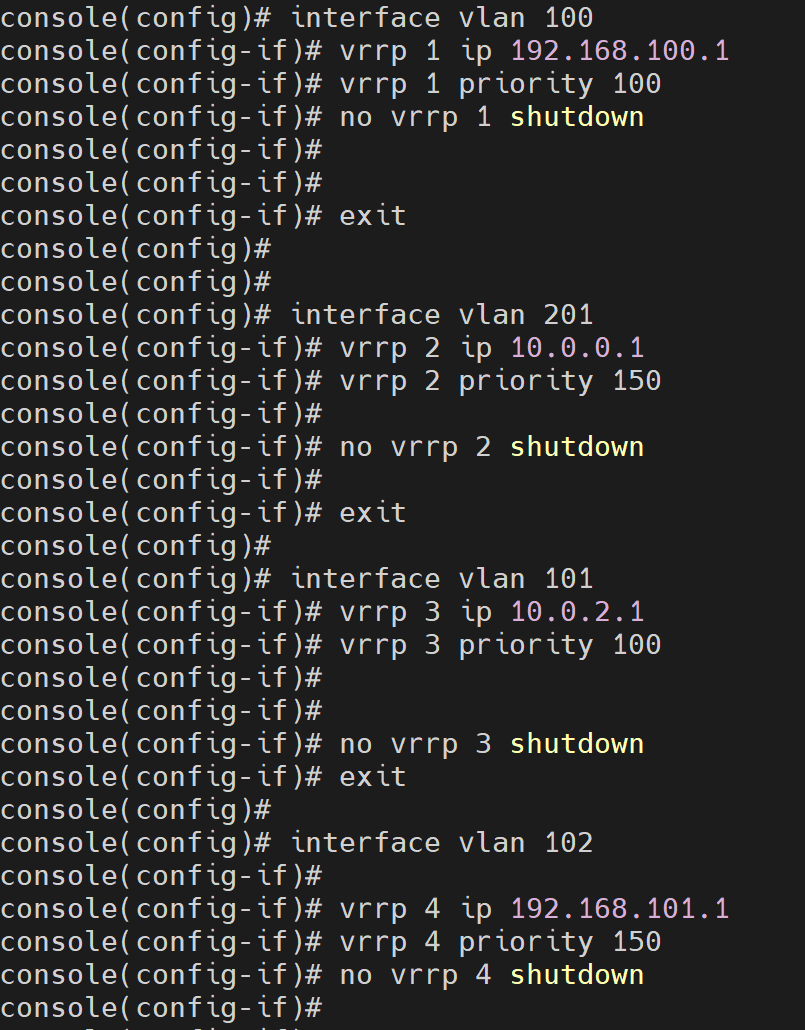 console(config)# interface vlan 100
console(config-if)# vrrp 1 ip 192.168.100.1
console(config-if)# vrrp 1 priority 100
console(config-if)# no vrrp 1 shutdown
console(config-if)#
console(config-if)#
console(config-if)# exit
console(config)#
console(config)#
console(config)# interface vlan 201
console(config-if)# vrrp 2 ip 10.0.0.1
console(config-if)# vrrp 2 priority 150
console(config-if)#
console(config-if)# no vrrp 2 shutdown
console(config-if)#
console(config-if)# exit
console(config)#
console(config)# interface vlan 101
console(config-if)# vrrp 3 ip 10.0.2.1
console(config-if)# vrrp 3 priority 100
console(config-if)#
console(config-if)#
console(config-if)# no vrrp 3 shutdown
console(config-if)# exit
console(config)#
console(config)# interface vlan 102
console(config-if)#
console(config-if)# vrrp 4 ip 192.168.101.1
console(config-if)# vrrp 4 priority 150
console(config-if)# no vrrp 4 shutdown
console(config-if)#